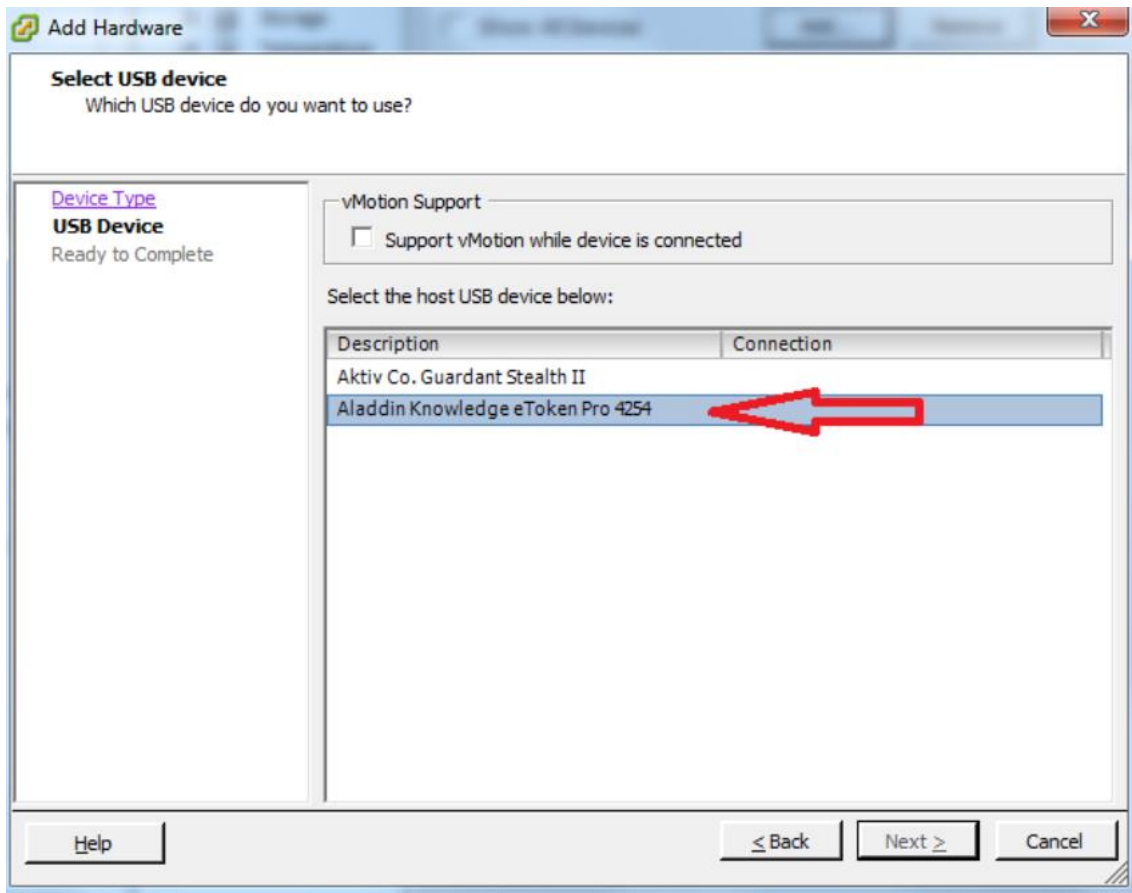 Add Hardware
Select USB device
Which USB device do you want to use?
Device Type
USB Device
Ready to Complete
vMotion Support
Support vMotion while device is connected
Select the host USB device below:
Description Connection
Aktiv Co. Guardant Stealth II
Aladdin Knowledge eToken Pro 4254
Help < Back Next > Cancel